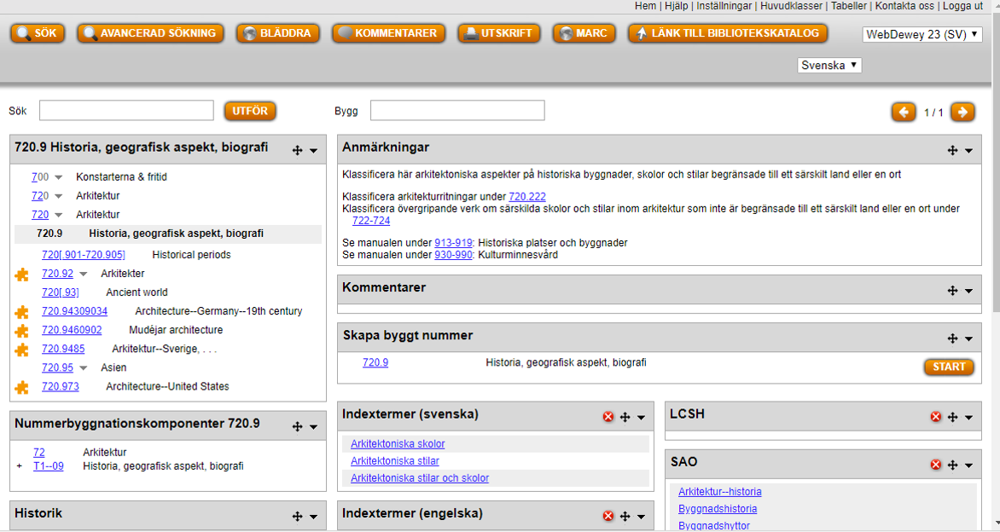 Hem | Hjälp | Inställningar | Huvudklasser | Tabeller | Kontakta oss | Logga ut
SÖK AVANCERAD SÖKNING BLÄDDRA KOMMENTARER UTSKRIFT MARC LÄNK TILL BIBLIOTEKSKATALOG WebDewey 23 (SV)
Svenska
Sök UTFÖR Bygg 1 / 1
720.9 Historia, geografisk aspekt, biografi
700 Konstarterna & fritid
720 Arkitektur
720 Arkitektur
720.9 Historia, geografisk aspekt, biografi
720[.901-720.905] Historical periods
720.92 Arkitekter
720[.93] Ancient world
720.94309034 Architecture--Germany--19th century
720.9460902 Mudéjar architecture
720.9485 Arkitektur--Sverige, . . .
720.95 Asien
720.973 Architecture--United States
Nummerbyggnationskomponenter 720.9
72 Arkitektur
+ T1--09 Historia, geografisk aspekt, biografi
Historik
Anmärkningar
Klassificera här arkitektoniska aspekter på historiska byggnader, skolor och stilar begränsade till ett särskilt land eller en ort
Klassificera arkitekturritningar under 720.222
Klassificera övergripande verk om särskilda skolor och stilar inom arkitektur som inte är begränsade till ett särskilt land eller en ort under
722-724
Se manualen under 913-919: Historiska platser och byggnader
Se manualen under 930-990: Kulturminnesvård
Kommentarer
Skapa byggt nummer
720.9 Historia, geografisk aspekt, biografi START
Indextermer (svenska)
Arkitektoniska skolor
Arkitektoniska stilar
Arkitektoniska stilar och skolor
Indextermer (engelska)
LCSH
SAO
Arkitektur--historia
Byggnadshistoria
Byggnadshyttor